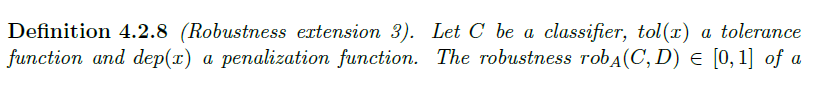 Definition 4.2.8 (Robustness extension 3). Let C be a classifier, tol(x) a tolerance
function and dep(x) a penalization function. The robustness rob_A(C, D) ∈ [0, 1] of a